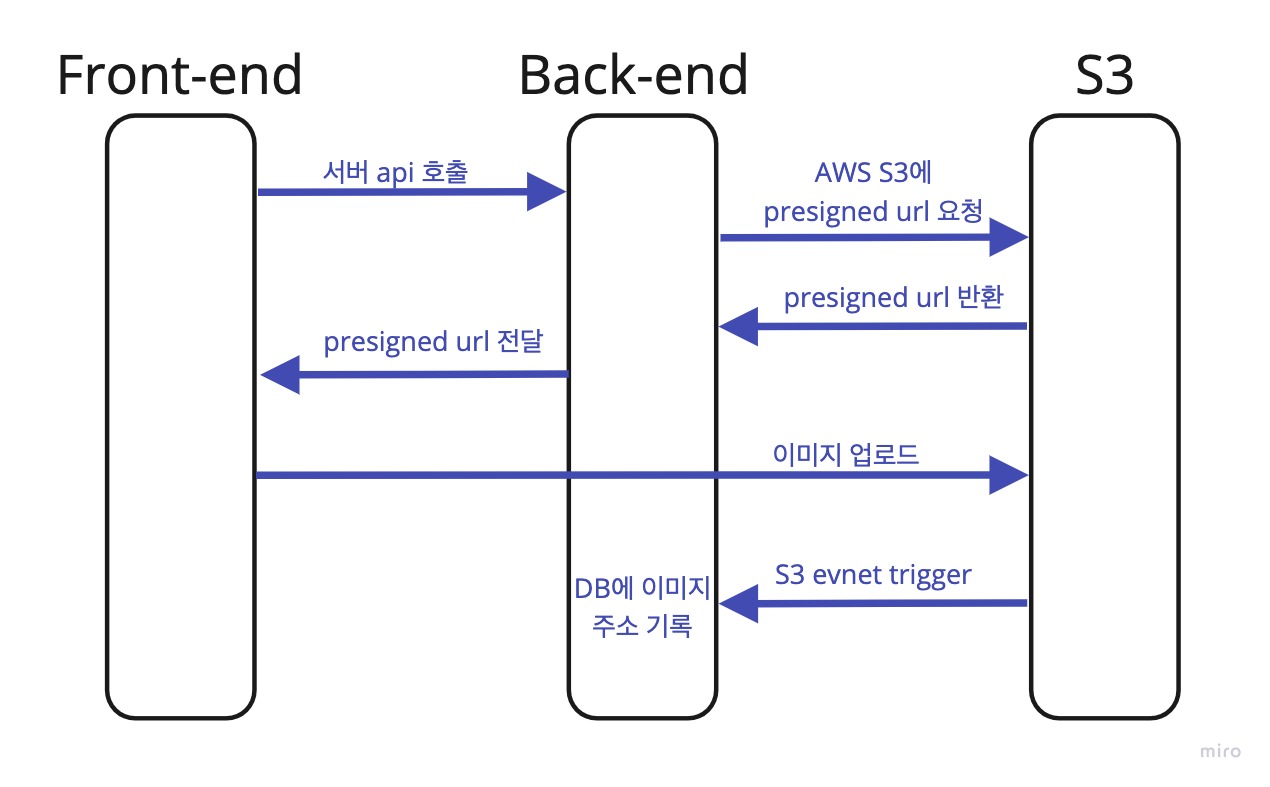 Front-end
Back-end
S3
서버 api 호출
AWS S3에
presigned url 요청
presigned url 반환
presigned url 전달
이미지 업로드
S3 evnet trigger
DB에 이미지
주소 기록
miro